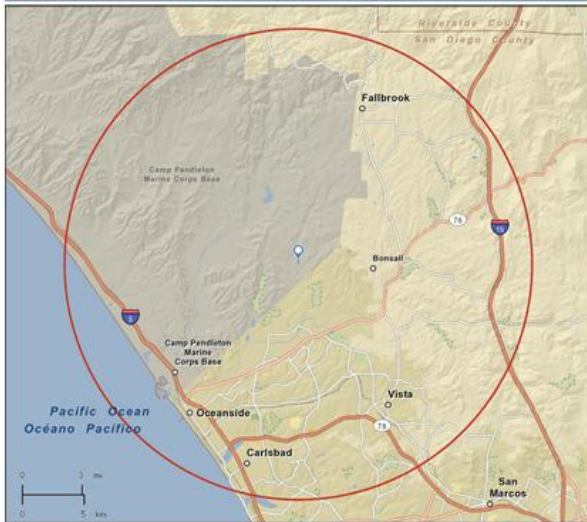 Riverside County
San Diego County
Fallbrook
Camp Pendleton
Marine Corps Base
76
15
Bonsall
5
Camp Pendleton
Marine
Corps Base
Vista
Pacific Ocean
Océano Pacífico
Oceanside
78
Carlsbad
San
Marcos
0 3 mi
0 5 km